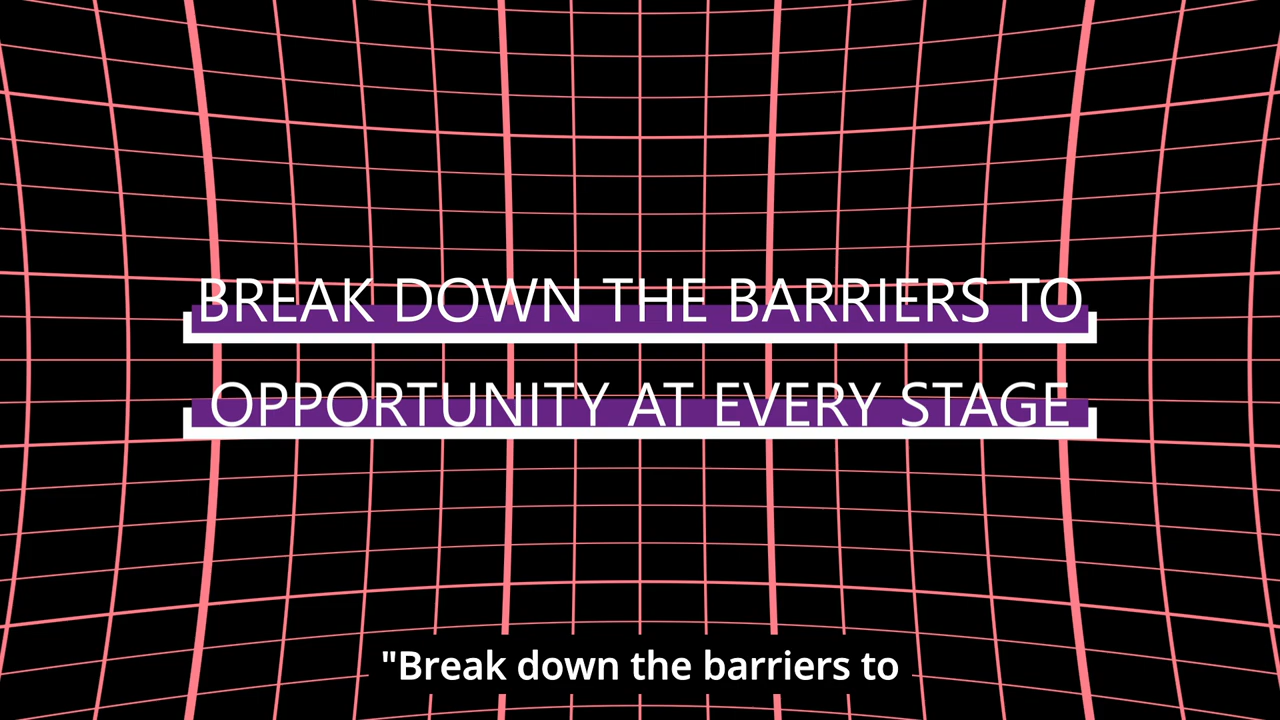 BREAK DOWN THE BARRIERS TO
OPPORTUNITY AT EVERY STAGE
"Break down the barriers to